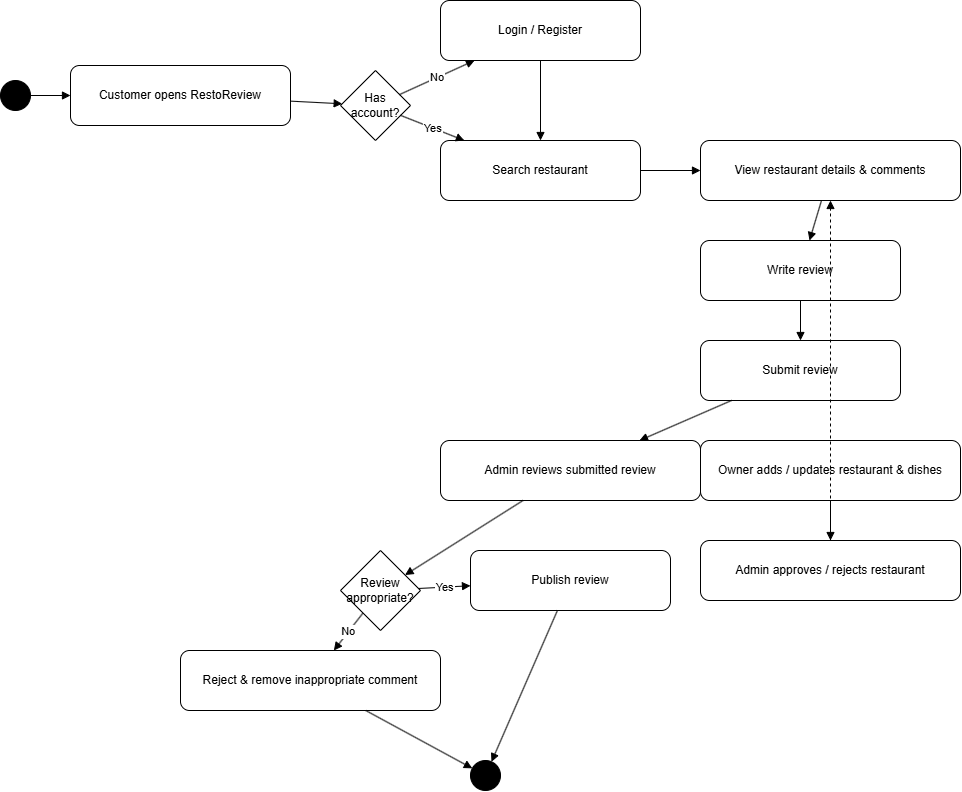 Login / Register
No
Customer opens RestoReview
Has
account?
Yes
Search restaurant
View restaurant details & comments
Write review
Submit review
Admin reviews submitted review
Owner adds / updates restaurant & dishes
Review
appropriate?
Yes
Publish review
Admin approves / rejects restaurant
No
Reject & remove inappropriate comment